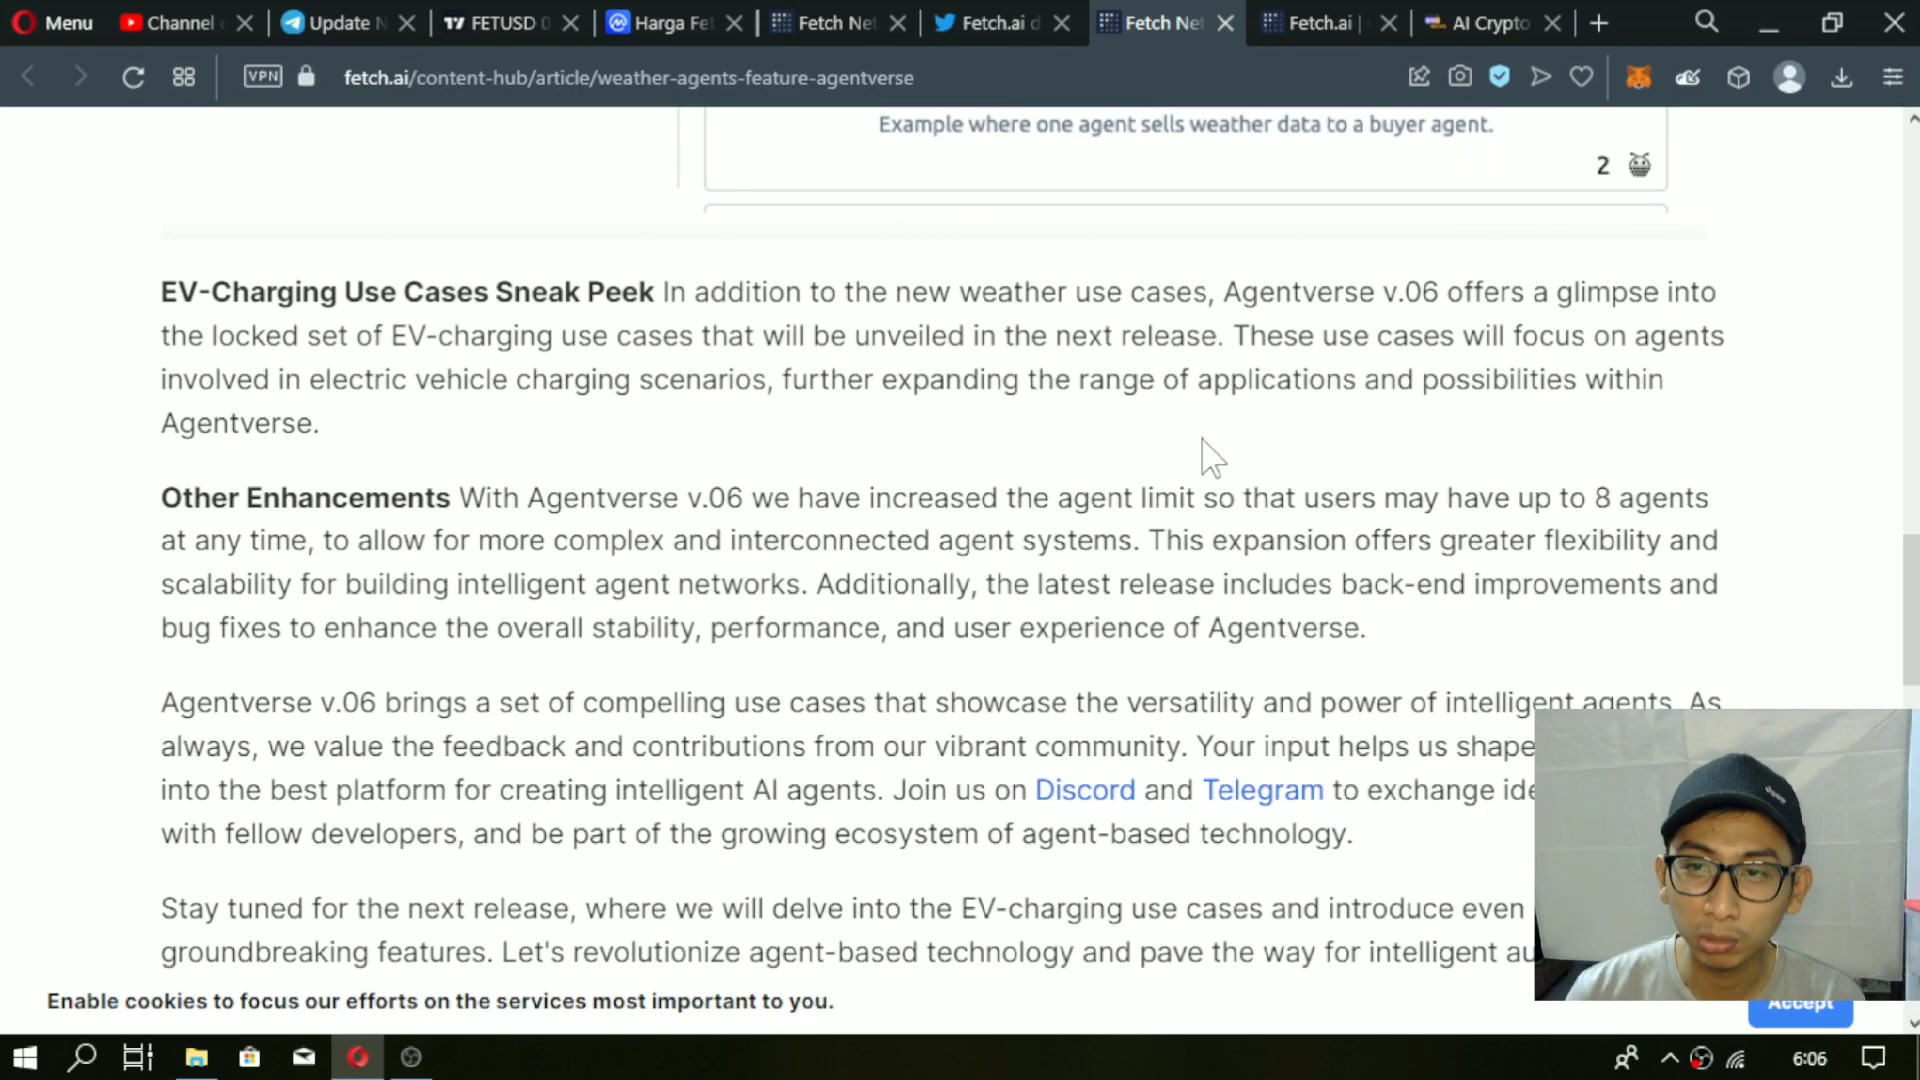 Menu
Channel
Update N
FETUSD
Harga Fet
Fetch Net
Fetch.ai d
Fetch Net
Fetch.ai |
AI Crypto
VPN
fetch.ai/content-hub/article/weather-agents-feature-agentverse
Example where one agent sells weather data to a buyer agent.
2
EV-Charging Use Cases Sneak Peek In addition to the new weather use cases, Agentverse v.06 offers a glimpse into
the locked set of EV-charging use cases that will be unveiled in the next release. These use cases will focus on agents
involved in electric vehicle charging scenarios, further expanding the range of applications and possibilities within
Agentverse.
Other Enhancements With Agentverse v.06 we have increased the agent limit so that users may have up to 8 agents
at any time, to allow for more complex and interconnected agent systems. This expansion offers greater flexibility and
scalability for building intelligent agent networks. Additionally, the latest release includes back-end improvements and
bug fixes to enhance the overall stability, performance, and user experience of Agentverse.
Agentverse v.06 brings a set of compelling use cases that showcase the versatility and power of intelligent agents. As
always, we value the feedback and contributions from our vibrant community. Your input helps us shape
into the best platform for creating intelligent AI agents. Join us on Discord and Telegram to exchange ide
with fellow developers, and be part of the growing ecosystem of agent-based technology.
Stay tuned for the next release, where we will delve into the EV-charging use cases and introduce even
groundbreaking features. Let's revolutionize agent-based technology and pave the way for intelligent au
Enable cookies to focus our efforts on the services most important to you.
Accept
6:06